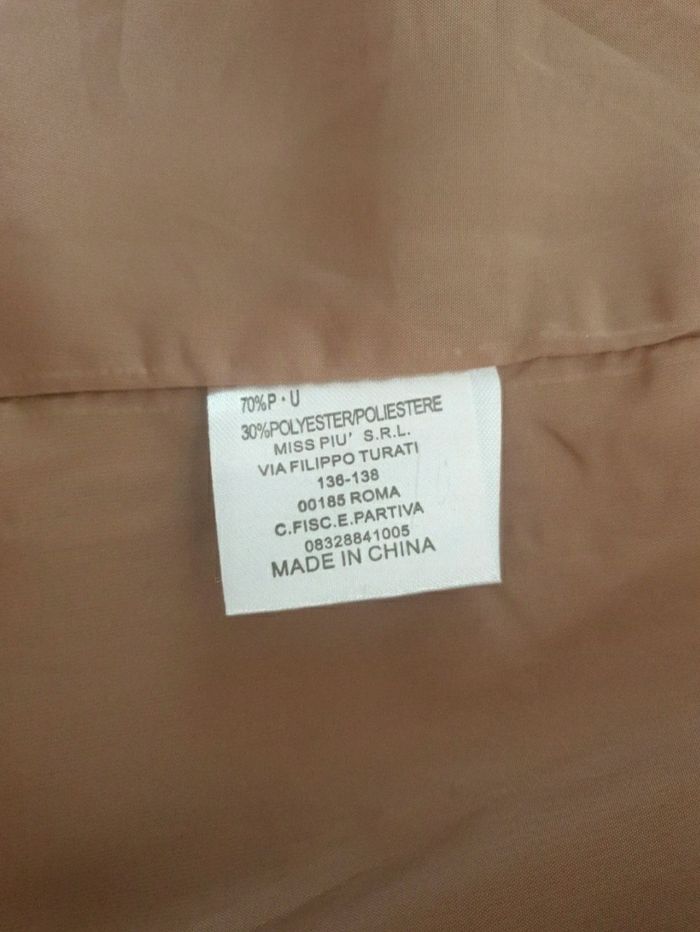 70%P·U
30%POLYESTER/POLIESTERE
MISS PIU' S.R.L.
VIA FILIPPO TURATI
136-138
00185 ROMA
C.FISC.E.PARTIVA
08328841005
MADE IN CHINA